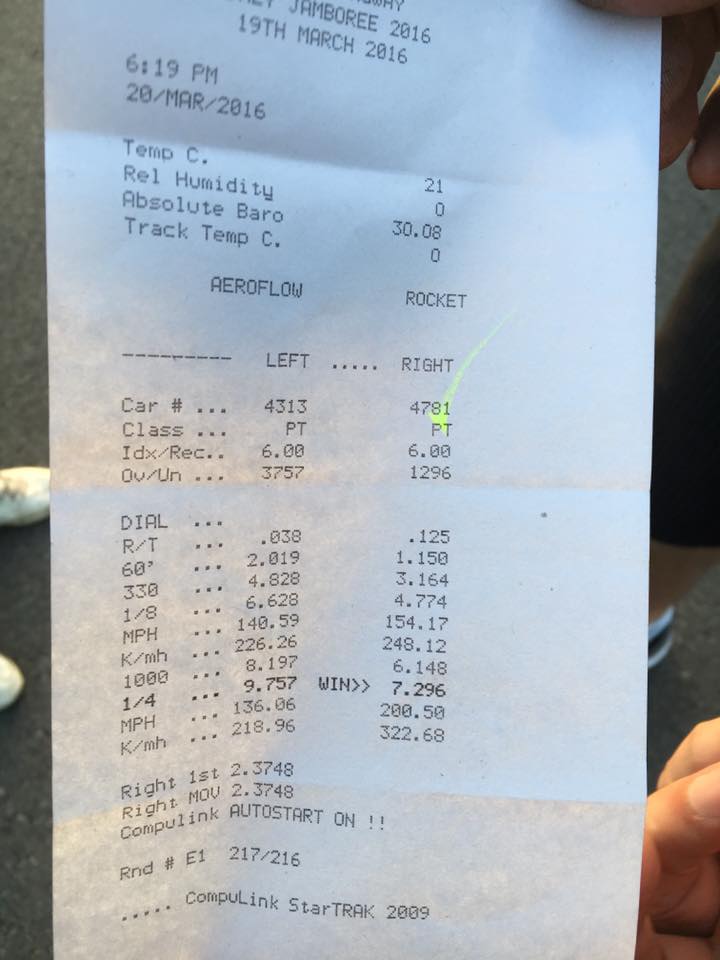 JAMBOREE 2016
19TH MARCH 2016
6:19 PM
20/MAR/2016
Temp C. 21
Rel Humidity 0
Absolute Baro 30.08
Track Temp C. 0
AEROFLOW ROCKET
--------- LEFT ..... RIGHT
Car # ... 4313 4781
Class ... PT PT
Idx/Rec.. 6.00 6.00
Ov/Un ... 3757 1296
DIAL ...
R/T ... .038 .125
60' ... 2.019 1.150
330 ... 4.828 3.164
1/8 ... 6.628 4.774
MPH ... 140.59 154.17
K/mh ... 226.26 248.12
1000 ... 8.197 6.148
1/4 ... 9.757 WIN>> 7.296
MPH ... 136.06 200.50
K/mh ... 218.96 322.68
Right 1st 2.3748
Right MOV 2.3748
Compulink AUTOSTART ON !!
Rnd # E1 217/216
..... CompuLink StarTRAK 2009